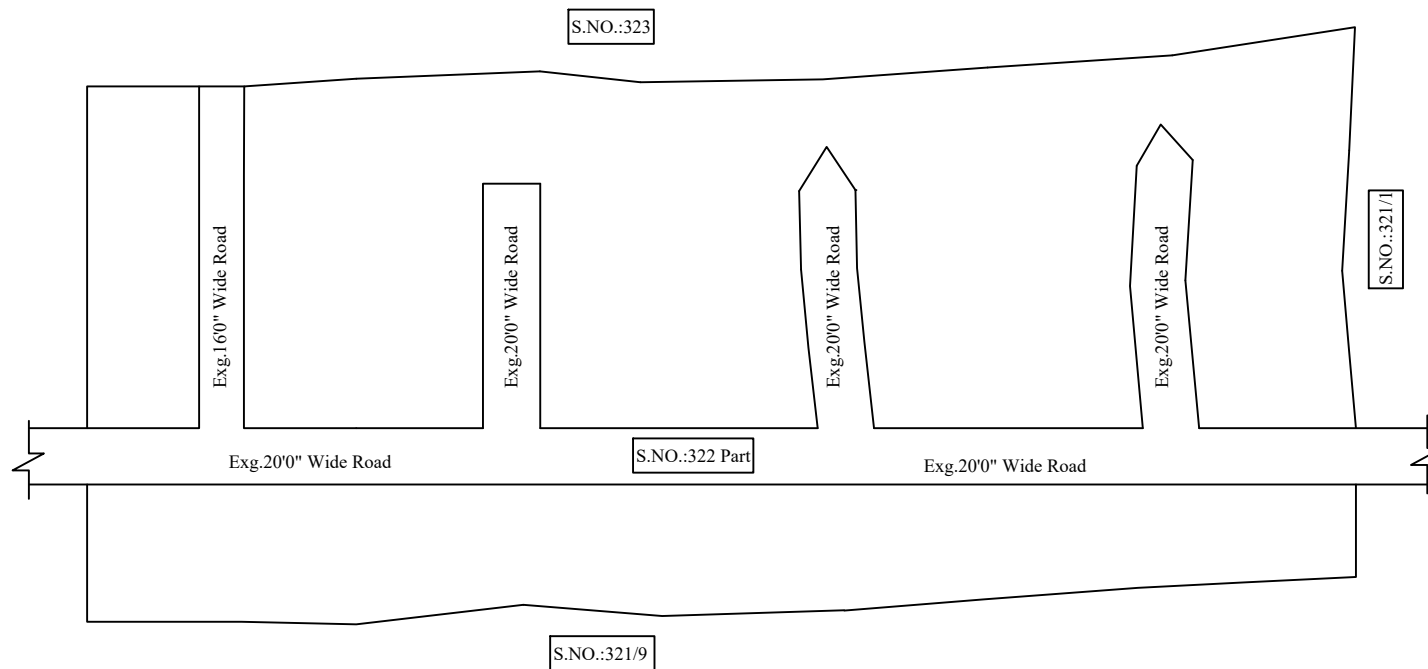 S.NO.:323
S.NO.:321/1
Exg.16'0" Wide Road
Exg.20'0" Wide Road
Exg.20'0" Wide Road
Exg.20'0" Wide Road
Exg.20'0" Wide Road
S.NO.:322 Part
Exg.20'0" Wide Road
S.NO.:321/9